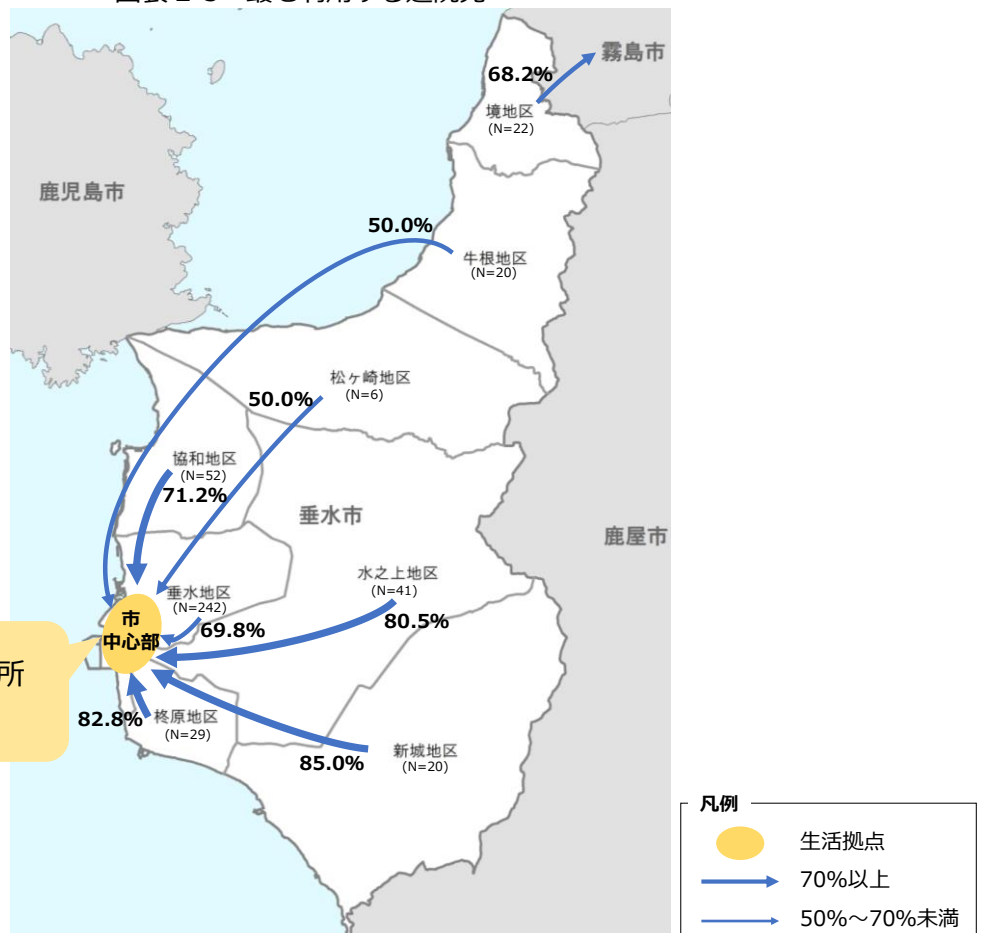 霧島市
68.2%
境地区
(N=22)
鹿児島市
50.0%
牛根地区
(N=20)
松ヶ崎地区
(N=6)
50.0%
協和地区
(N=52)
71.2%
垂水市
鹿屋市
水之上地区
(N=41)
80.5%
垂水地区
(N=242)
69.8%
市
中心部
所
82.8%
柊原地区
(N=29)
85.0%
新城地区
(N=20)
凡例
生活拠点
70%以上
50%～70%未満